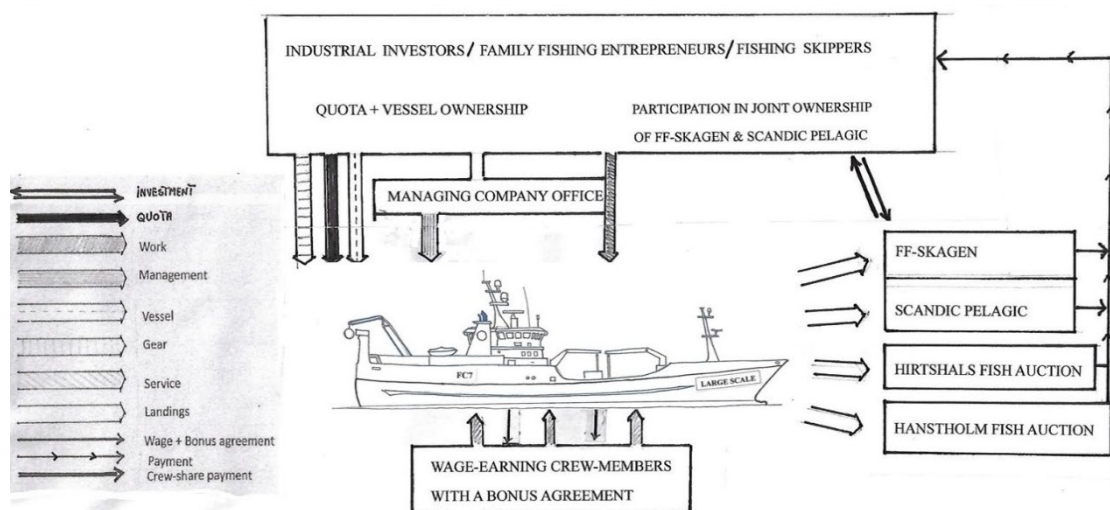 INDUSTRIAL INVESTORS / FAMILY FISHING ENTREPRENEURS / FISHING SKIPPERS
QUOTA + VESSEL OWNERSHIP
PARTICIPATION IN JOINT OWNERSHIP
OF FF-SKAGEN & SCANDIC PELAGIC
MANAGING COMPANY OFFICE
INVESTMENT
QUOTA
Work
Management
Vessel
Gear
Service
Landings
Wage + Bonus agreement
Payment
Crew-share payment
FF-SKAGEN
SCANDIC PELAGIC
HIRTSHALS FISH AUCTION
HANSTHOLM FISH AUCTION
FC7
LARGE SCALE
WAGE-EARNING CREW-MEMBERS
WITH A BONUS AGREEMENT